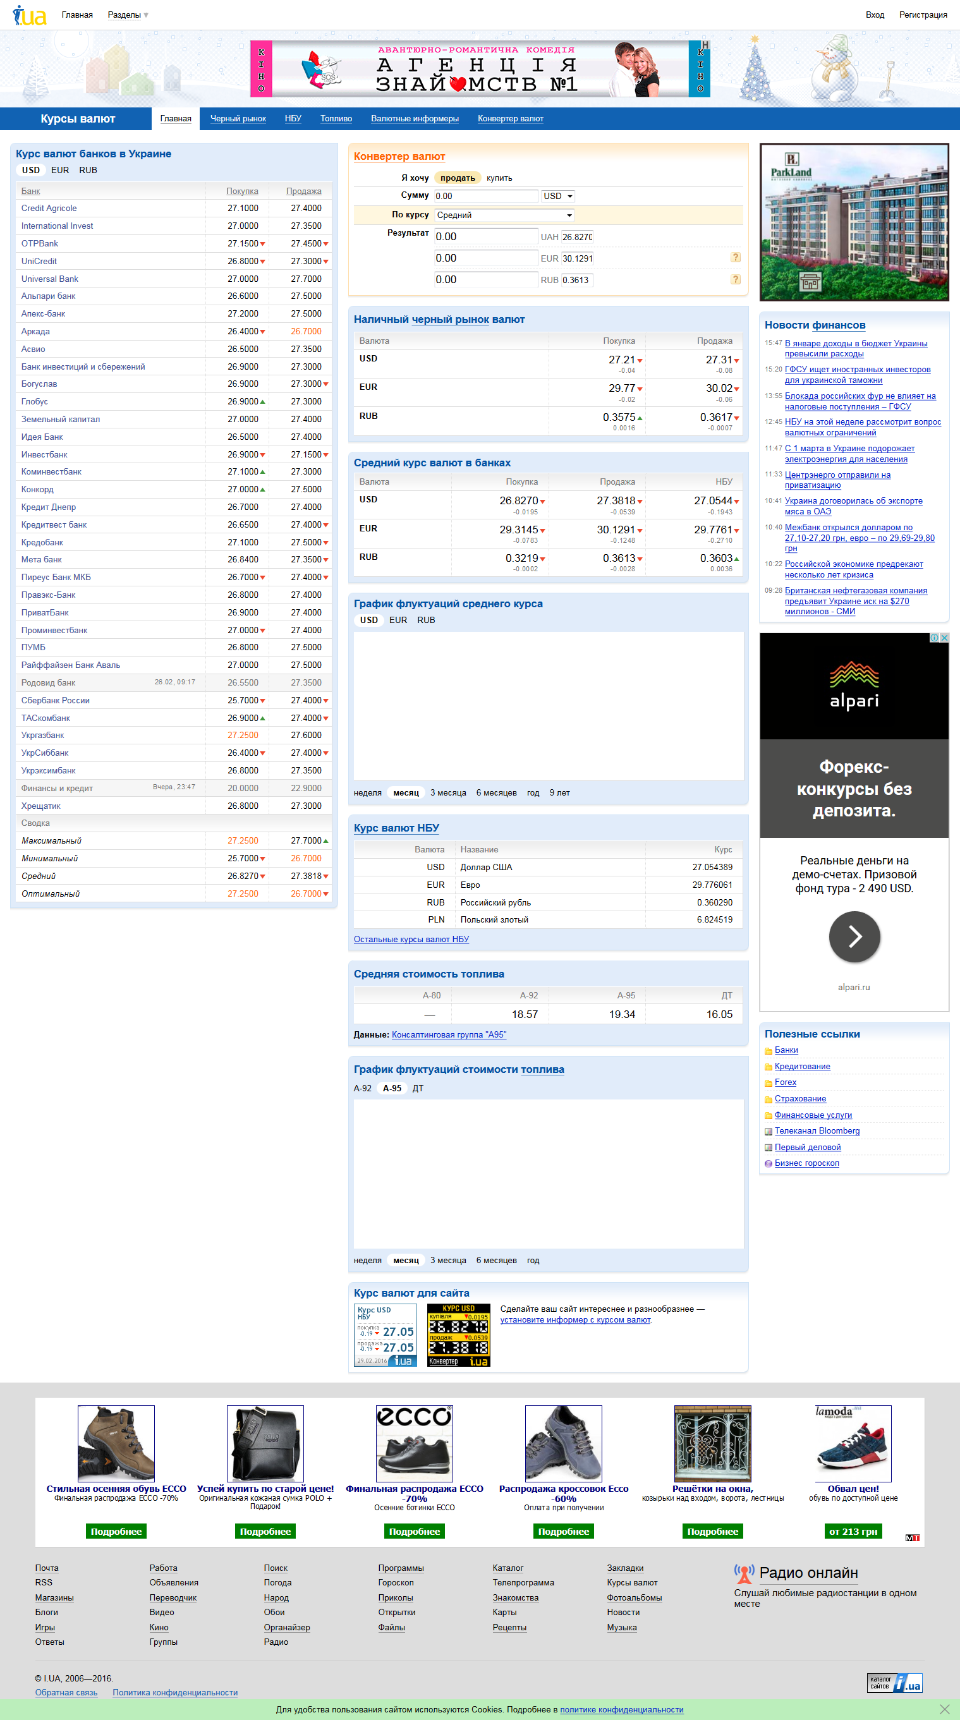 i.ua Главная Разделы ▾ Вход Регистрация
КІНО АВАНТЮРНО-РОМАНТИЧНА КОМЕДІЯ КІНО
АГЕНЦІЯ
ЗНАЙОМСТВ №1
Курсы валют Главная Черный рынок НБУ Топливо Валютные информеры Конвертер валют
Курс валют банков в Украине
USD EUR RUB
Банк Покупка Продажа
Credit Agricole 27.1000 27.4000
International Invest 27.0000 27.3500
OTPBank 27.1500 27.4500
UniCredit 26.8000 27.3000
Universal Bank 27.0000 27.7000
Альпари банк 26.6000 27.5000
Апекс-банк 27.2000 27.5000
Аркада 26.4000 26.7000
Асвио 26.5000 27.3500
Банк инвестиций и сбережений 26.9000 27.3000
Богуслав 26.9000 27.3000
Глобус 26.9000 27.3000
Земельный капитал 27.0000 27.4000
Идея Банк 26.5000 27.4000
Инвестбанк 26.9000 27.1500
Коминвестбанк 27.1000 27.3000
Конкорд 27.0000 27.5000
Кредит Днепр 26.7000 27.4000
Кредитвест банк 26.6500 27.4000
Кредобанк 27.1000 27.5000
Мета банк 26.8400 27.3500
Пиреус Банк МКБ 26.7000 27.4000
Правэкс-Банк 26.8000 27.4000
ПриватБанк 26.9000 27.4000
Проминвестбанк 27.0000 27.4000
ПУМБ 26.8000 27.5000
Райффайзен Банк Аваль 27.0000 27.5000
Родовид банк 26.02, 09:17 26.5500 27.3500
Сбербанк России 25.7000 27.4000
ТАСкомбанк 26.9000 27.4000
Укргазбанк 27.2500 27.6000
УкрСиббанк 26.4000 27.4000
Укрэксимбанк 26.8000 27.3500
Финансы и кредит Вчера, 23:47 20.0000 22.9000
Хрещатик 26.8000 27.3000
Сводка
Максимальный 27.2500 27.7000
Минимальный 25.7000 26.7000
Средний 26.8270 27.3818
Оптимальный 27.2500 26.7000
Конвертер валют
Я хочу продать купить
Сумму 0.00 USD
По курсу Средний
Результат 0.00 UAH 26.8270
0.00 EUR 30.1291 ?
0.00 RUB 0.3613 ?
Наличный черный рынок валют
Валюта Покупка Продажа
USD 27.21 27.31
-0.04 -0.08
EUR 29.77 30.02
-0.02 -0.06
RUB 0.3575 0.3617
0.0016 -0.0007
Средний курс валют в банках
Валюта Покупка Продажа НБУ
USD 26.8270 27.3818 27.0544
-0.0195 -0.0539 -0.1943
EUR 29.3145 30.1291 29.7761
-0.0783 -0.1248 -0.2710
RUB 0.3219 0.3613 0.3603
-0.0002 -0.0028 0.0036
График флуктуаций среднего курса
USD EUR RUB
неделя месяц 3 месяца 6 месяцев год 9 лет
Курс валют НБУ
Валюта Название Курс
USD Доллар США 27.054389
EUR Евро 29.776061
RUB Российский рубль 0.360290
PLN Польский злотый 6.824519
Остальные курсы валют НБУ
Средняя стоимость топлива
А-80 А-92 А-95 ДТ
— 18.57 19.34 16.05
Данные: Консалтинговая группа "А95"
График флуктуаций стоимости топлива
А-92 А-95 ДТ
неделя месяц 3 месяца 6 месяцев год
Курс валют для сайта
Курс USD
НБУ
покупка
-0.19 27.05
продажа
-0.19 27.05
29.02.2016 i.ua
КУРС USD
купівля 0.0195
26.8270
продаж 0.0539
27.3818
Конвертер i.ua
Сделайте ваш сайт интереснее и разнообразнее —
установите информер с курсом валют.
ParkLand
Новости финансов
15:47 В январе доходы в бюджет Украины
превысили расходы
15:20 ГФСУ ищет иностранных инвесторов
для украинской таможни
13:55 Блокада российских фур не влияет на
налоговые поступления – ГФСУ
12:45 НБУ на этой неделе рассмотрит вопрос
валютных ограничений
11:47 С 1 марта в Украине подорожает
электроэнергия для населения
11:33 Центрэнерго отправили на
приватизацию
10:41 Украина договорилась об экспорте
мяса в ОАЭ
10:40 Межбанк открылся долларом по
27,10-27,20 грн, евро – по 29,69-29,80
грн
10:22 Российской экономике предрекают
несколько лет кризиса
09:26 Британская нефтегазовая компания
предъявит Украине иск на $270
миллионов - СМИ
alpari
Форекс-
конкурсы без
депозита.
Реальные деньги на
демо-счетах. Призовой
фонд тура - 2 490 USD.
alpari.ru
Полезные ссылки
Банки
Кредитование
Forex
Страхование
Финансовые услуги
Телеканал Bloomberg
Первый деловой
Бизнес гороскоп
ecco
lamoda
Стильная осенняя обувь ECCO
Финальная распродажа ECCO -70%
Подробнее
Успей купить по старой цене!
Оригинальная кожаная сумка POLO +
Подарок!
Подробнее
Финальная распродажа ECCO
-70%
Осенние ботинки ECCO
Подробнее
Распродажа кроссовок Ecco
-60%
Оплата при получении
Подробнее
Решётки на окна,
козырьки над входом, ворота, лестницы
Подробнее
Обвал цен!
обувь по доступной цене
от 213 грн
МТ
Почта Работа Поиск Программы Каталог Закладки
RSS Объявления Погода Гороскоп Телепрограмма Курсы валют
Магазины Переводчик Народ Приколы Знакомства Фотоальбомы
Блоги Видео Обои Открытки Карты Новости
Игры Кино Органайзер Файлы Рецепты Музыка
Ответы Группы Радио
Радио онлайн
Слушай любимые радиостанции в одном
месте
© I.UA, 2006—2016.
Обратная связь Политика конфиденциальности
каталог
сайтов i.ua
Для удобства пользования сайтом используются Cookies. Подробнее в политике конфиденциальности